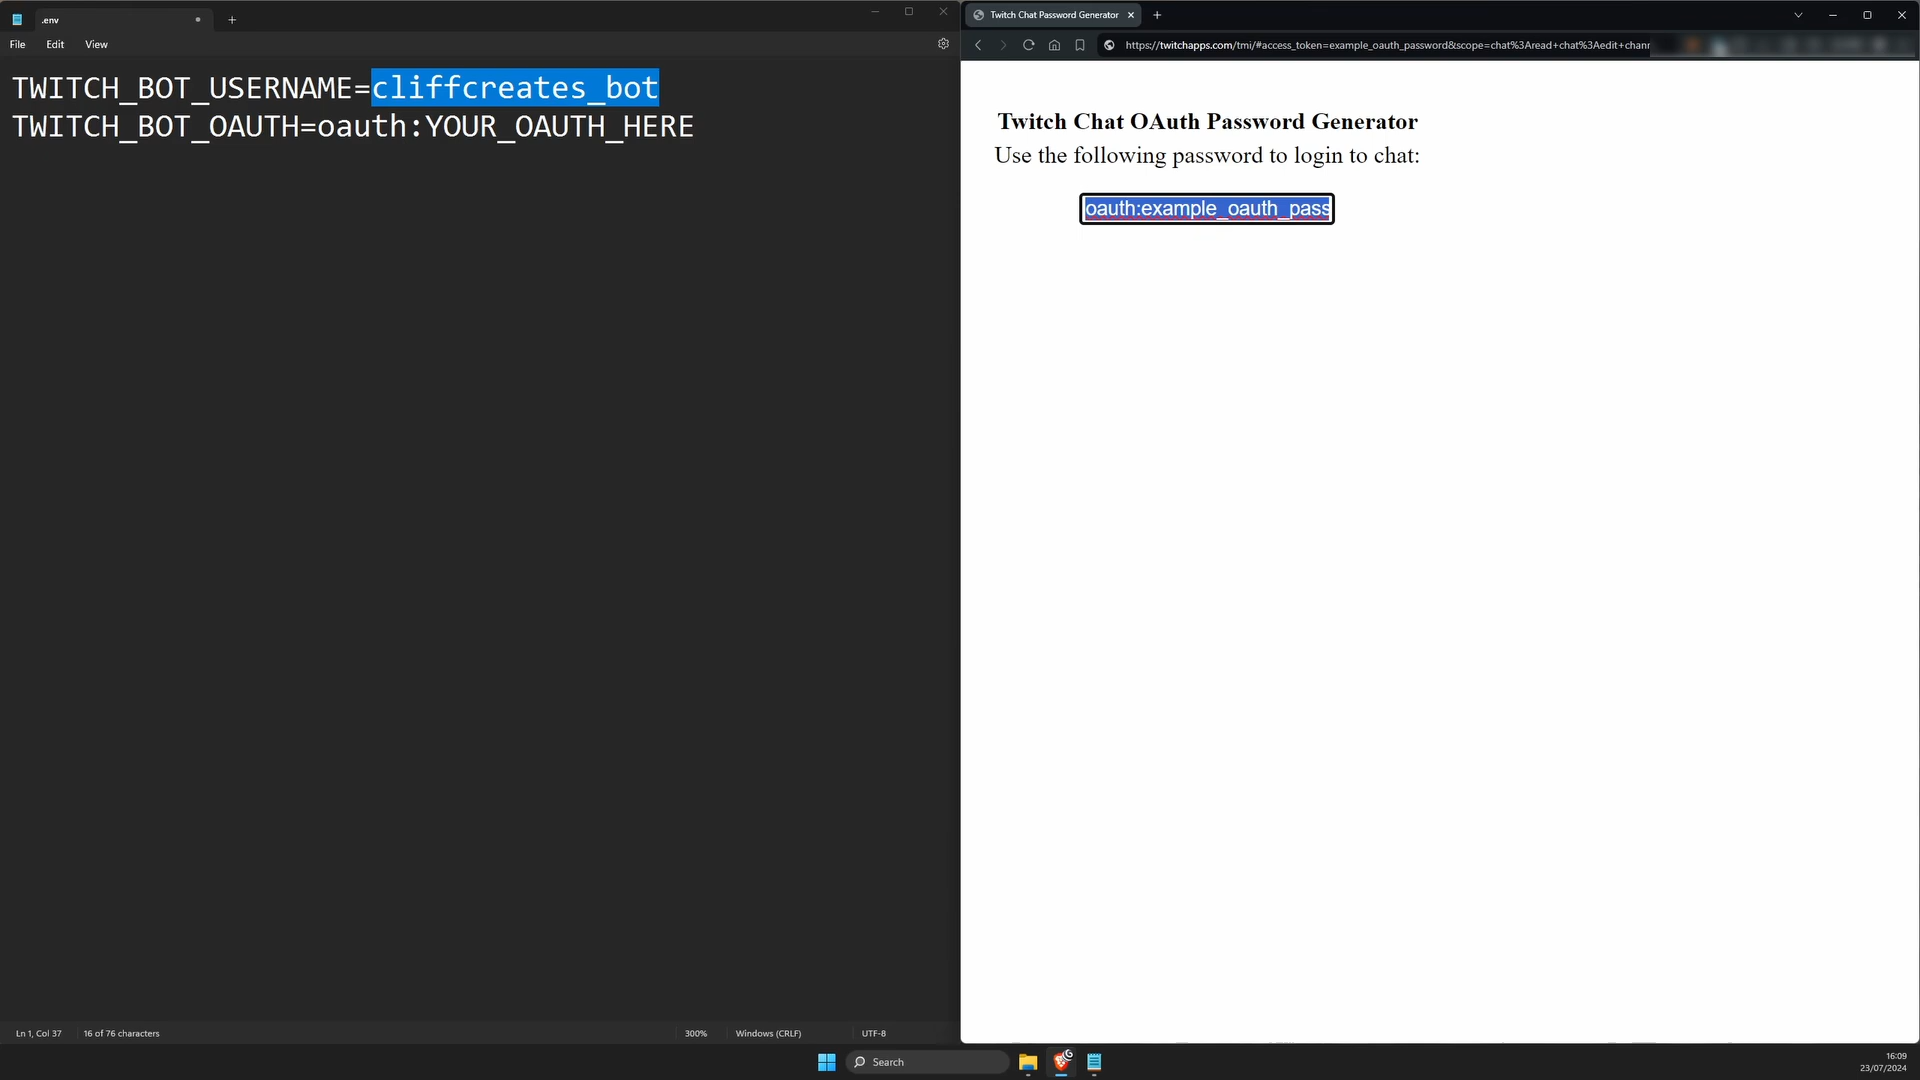 .env
File Edit View
TWITCH_BOT_USERNAME=cliffcreates_bot
TWITCH_BOT_OAUTH=oauth:YOUR_OAUTH_HERE
Ln 1, Col 37 16 of 76 characters 300% Windows (CRLF) UTF-8
Twitch Chat Password Generator
https://twitchapps.com/tmi/#access_token=example_oauth_password&scope=chat%3Aread+chat%3Aedit+chann
Twitch Chat OAuth Password Generator
Use the following password to login to chat:
oauth:example_oauth_pass
Search
16:09
23/07/2024